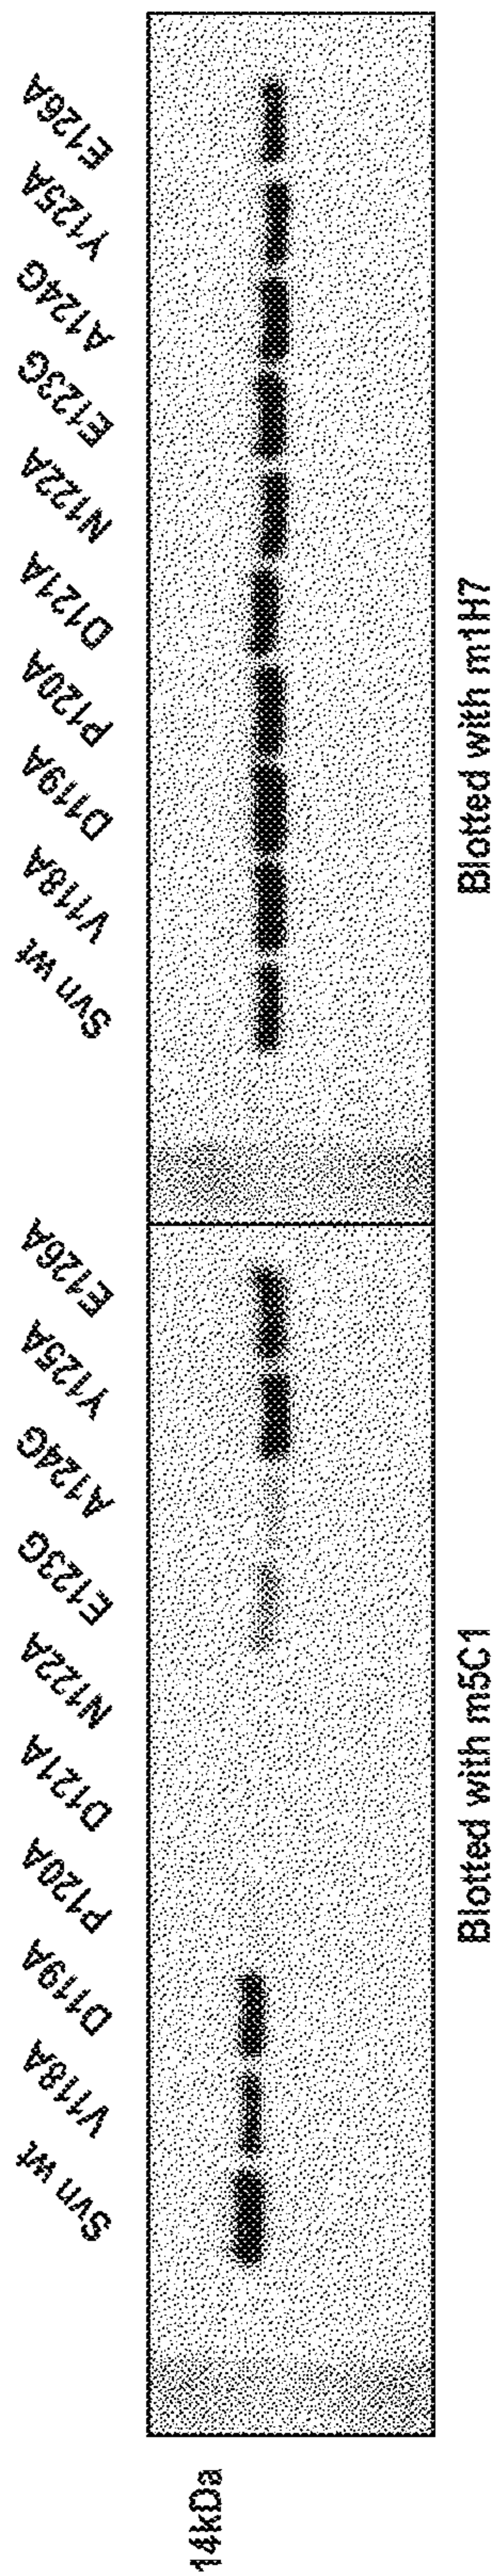 14kDa
Syn wt V118A D119A P120A D121A N122A E123G A124G Y125A E126A
Blotted with m5C1
Syn wt V118A D119A P120A D121A N122A E123G A124G Y125A E126A
Blotted with m1H7